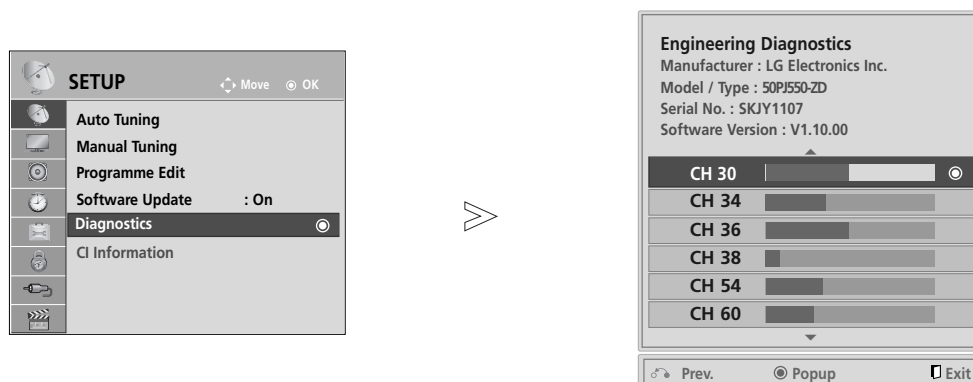 SETUP
Move OK
Auto Tuning
Manual Tuning
Programme Edit
Software Update : On
Diagnostics
CI Information
Engineering Diagnostics
Manufacturer : LG Electronics Inc.
Model / Type : 50PJ550-ZD
Serial No. : SKJY1107
Software Version : V1.10.00
CH 30
CH 34
CH 36
CH 38
CH 54
CH 60
Prev. Popup Exit